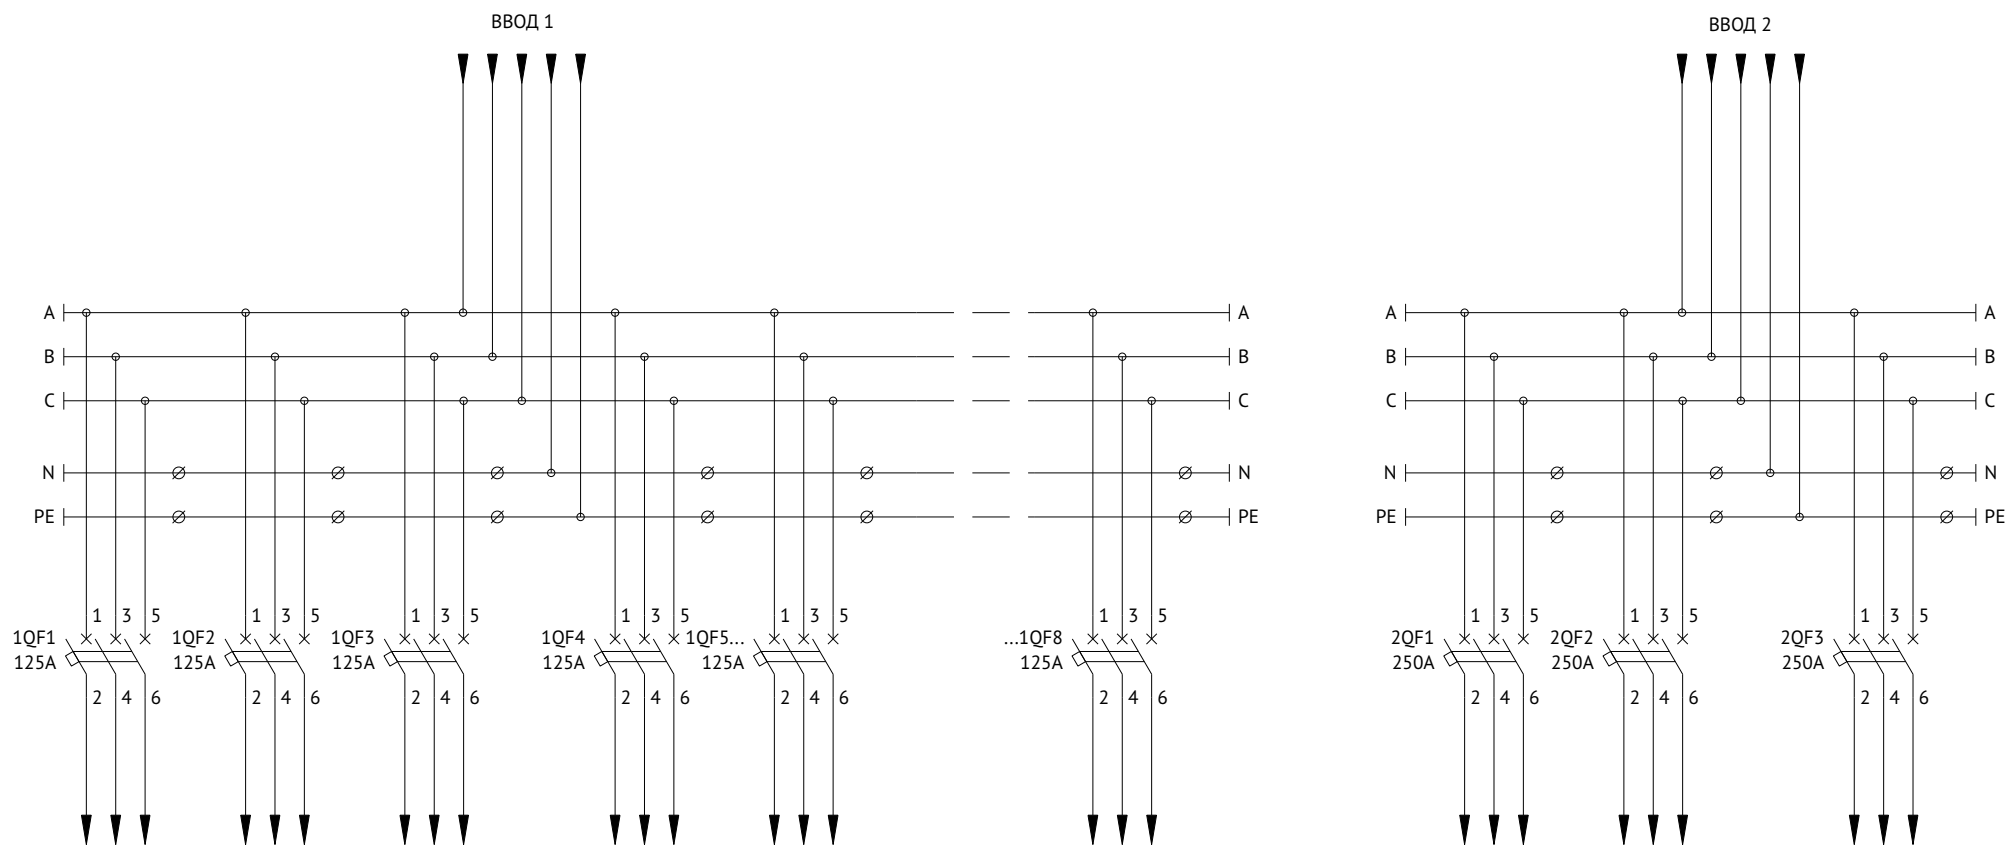 ВВОД 1
ВВОД 2
A A A A
B B B B
C C C C
N N N N
PE PE PE PE
1 3 5 1 3 5 1 3 5 1 3 5 1 3 5 1 3 5 1 3 5 1 3 5 1 3 5
1QF1 1QF2 1QF3 1QF4 1QF5... ...1QF8 2QF1 2QF2 2QF3
125A 125A 125A 125A 125A 125A 250A 250A 250A
2 4 6 2 4 6 2 4 6 2 4 6 2 4 6 2 4 6 2 4 6 2 4 6 2 4 6